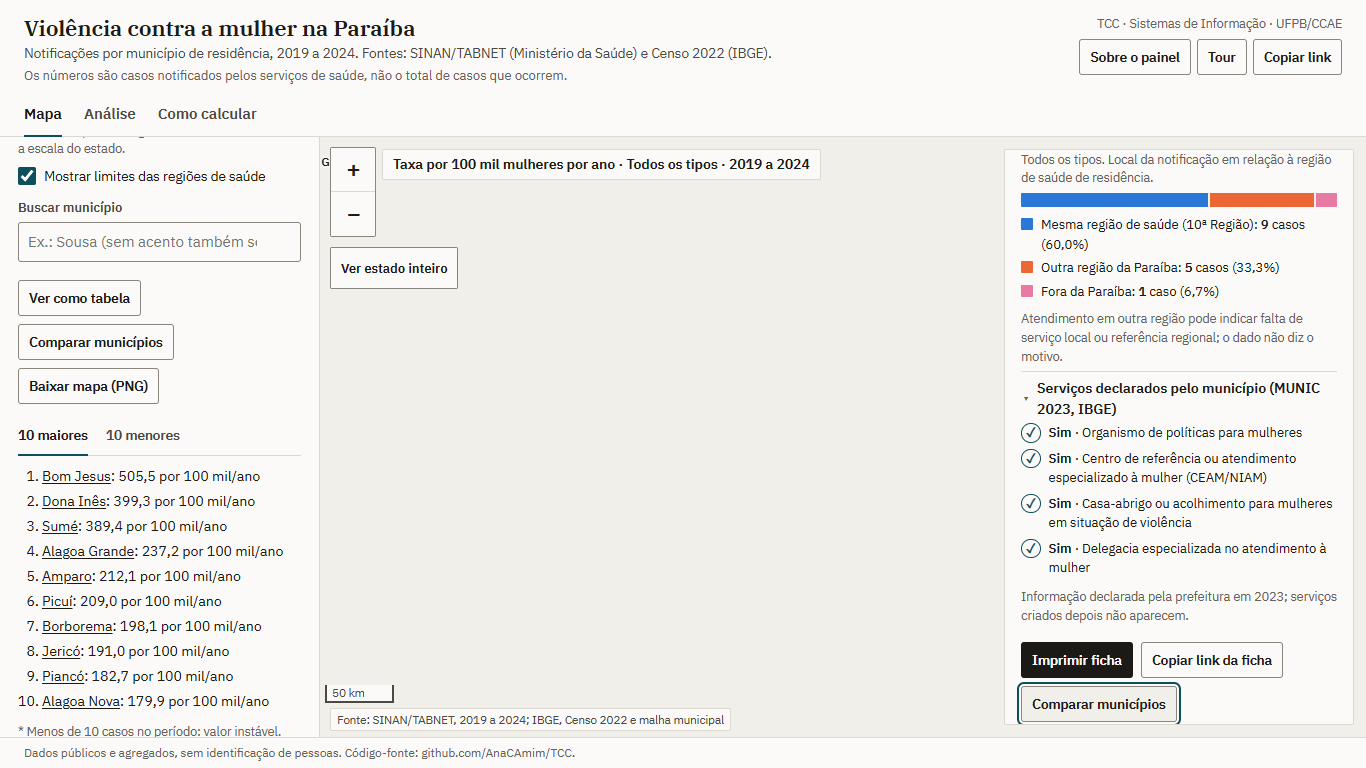 Violência contra a mulher na Paraíba
Notificações por município de residência, 2019 a 2024. Fontes: SINAN/TABNET (Ministério da Saúde) e Censo 2022 (IBGE).
Os números são casos notificados pelos serviços de saúde, não o total de casos que ocorrem.
TCC · Sistemas de Informação · UFPB/CCAE
Sobre o painel
Tour
Copiar link
Mapa
Análise
Como calcular
a escala do estado.
Mostrar limites das regiões de saúde
Buscar município
Ex.: Sousa (sem acento também se
Ver como tabela
Comparar municípios
Baixar mapa (PNG)
10 maiores
10 menores
1. Bom Jesus: 505,5 por 100 mil/ano
2. Dona Inês: 399,3 por 100 mil/ano
3. Sumé: 389,4 por 100 mil/ano
4. Alagoa Grande: 237,2 por 100 mil/ano
5. Amparo: 212,1 por 100 mil/ano
6. Picuí: 209,0 por 100 mil/ano
7. Borborema: 198,1 por 100 mil/ano
8. Jericó: 191,0 por 100 mil/ano
9. Piancó: 182,7 por 100 mil/ano
10. Alagoa Nova: 179,9 por 100 mil/ano
* Menos de 10 casos no período: valor instável.
G
+
−
Taxa por 100 mil mulheres por ano · Todos os tipos · 2019 a 2024
Ver estado inteiro
50 km
Fonte: SINAN/TABNET, 2019 a 2024; IBGE, Censo 2022 e malha municipal
Todos os tipos. Local da notificação em relação à região
de saúde de residência.
Mesma região de saúde (10ª Região): 9 casos
(60,0%)
Outra região da Paraíba: 5 casos (33,3%)
Fora da Paraíba: 1 caso (6,7%)
Atendimento em outra região pode indicar falta de
serviço local ou referência regional; o dado não diz o
motivo.
Serviços declarados pelo município (MUNIC
2023, IBGE)
Sim · Organismo de políticas para mulheres
Sim · Centro de referência ou atendimento
especializado à mulher (CEAM/NIAM)
Sim · Casa-abrigo ou acolhimento para mulheres
em situação de violência
Sim · Delegacia especializada no atendimento à
mulher
Informação declarada pela prefeitura em 2023; serviços
criados depois não aparecem.
Imprimir ficha
Copiar link da ficha
Comparar municípios
Dados públicos e agregados, sem identificação de pessoas. Código-fonte: github.com/AnaCAmim/TCC.